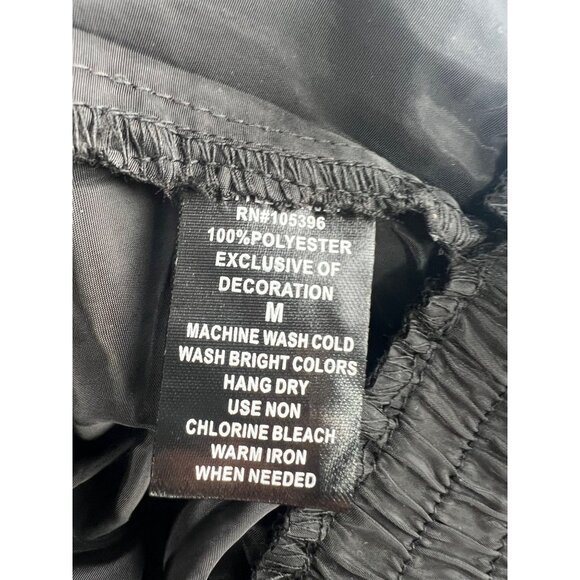 RN#105396
100%POLYESTER
EXCLUSIVE OF
DECORATION
M
MACHINE WASH COLD
WASH BRIGHT COLORS
HANG DRY
USE NON
CHLORINE BLEACH
WARM IRON
WHEN NEEDED